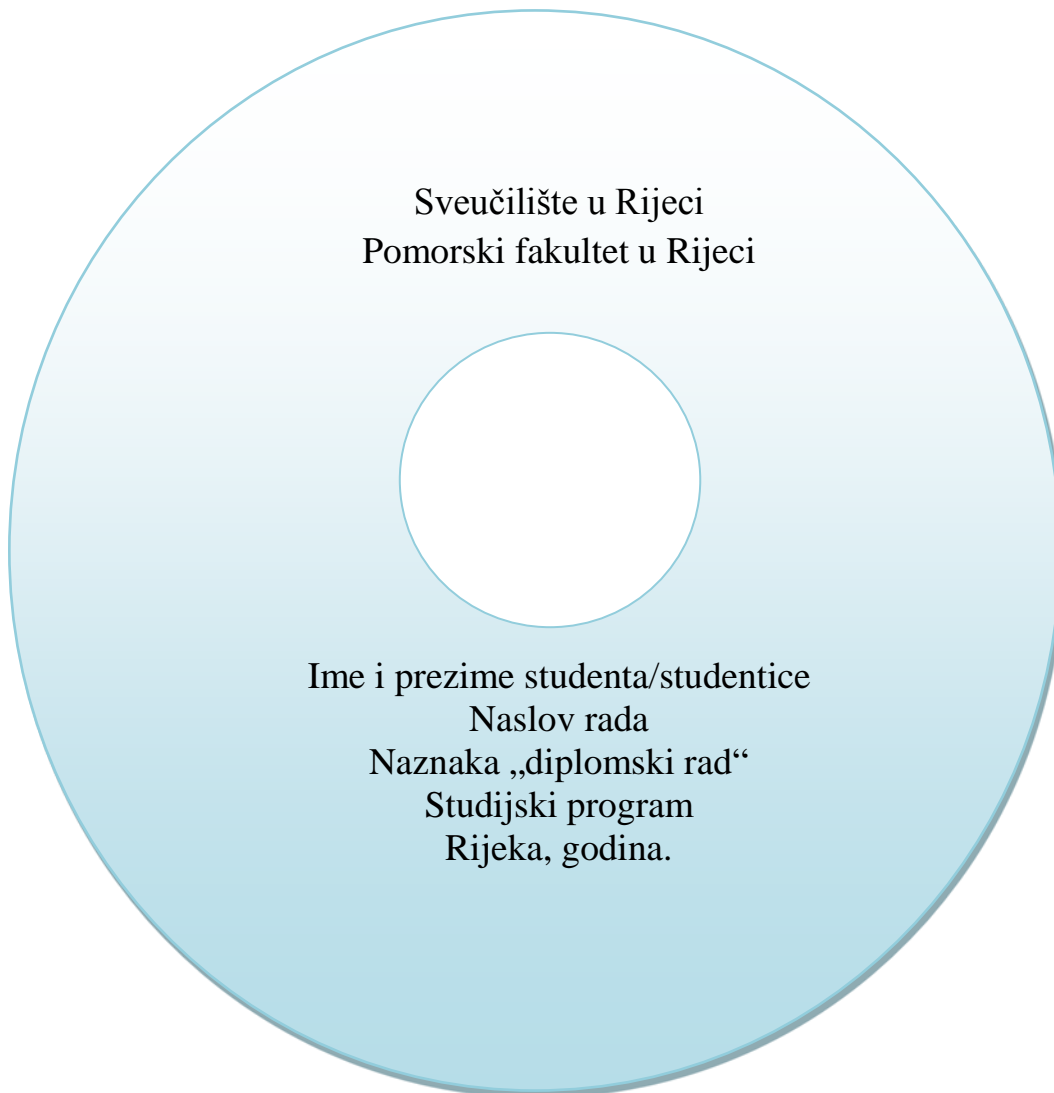 Sveučilište u Rijeci
Pomorski fakultet u Rijeci
Ime i prezime studenta/studentice
Naslov rada
Naznaka „diplomski rad“
Studijski program
Rijeka, godina.